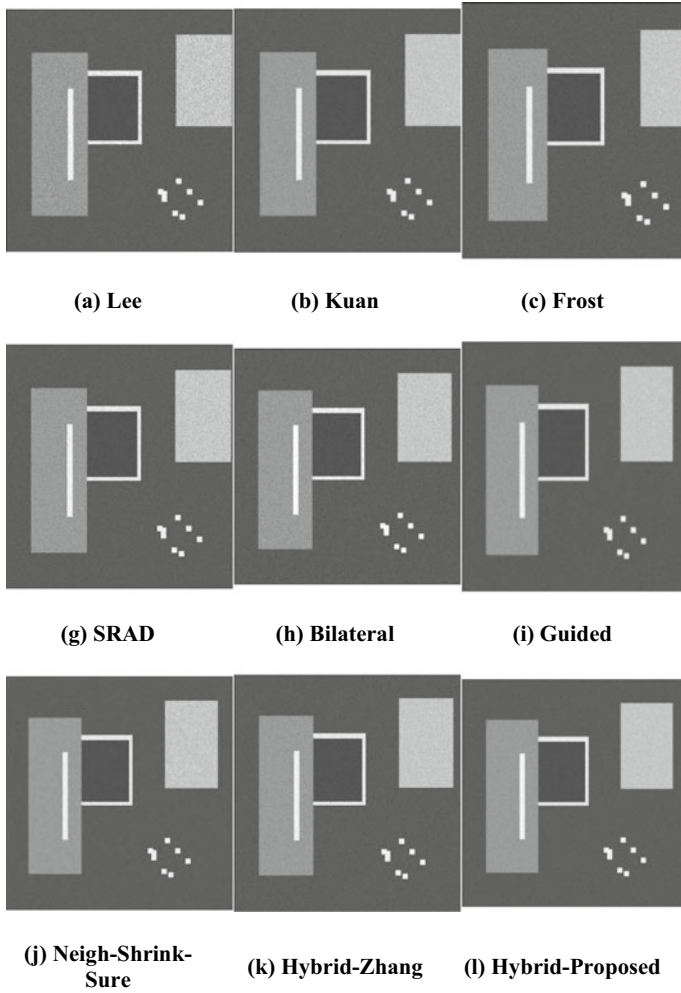 (a) Lee
(b) Kuan
(c) Frost
(g) SRAD
(h) Bilateral
(i) Guided
(j) Neigh-Shrink-
Sure
(k) Hybrid-Zhang
(l) Hybrid-Proposed